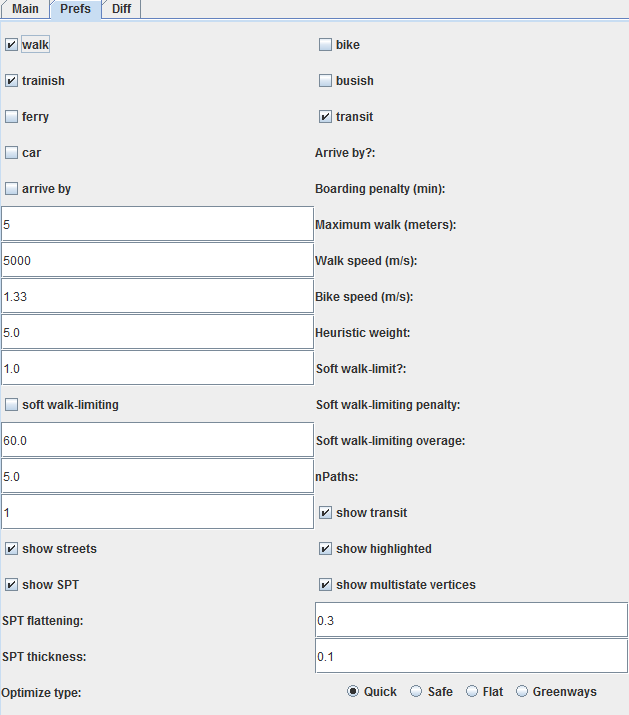 Main Prefs Diff
walk bike
trainish busish
ferry transit
car Arrive by?:
arrive by Boarding penalty (min):
5 Maximum walk (meters):
5000 Walk speed (m/s):
1.33 Bike speed (m/s):
5.0 Heuristic weight:
1.0 Soft walk-limit?:
soft walk-limiting Soft walk-limiting penalty:
60.0 Soft walk-limiting overage:
5.0 nPaths:
1 show transit
show streets show highlighted
show SPT show multistate vertices
SPT flattening: 0.3
SPT thickness: 0.1
Optimize type: Quick Safe Flat Greenways